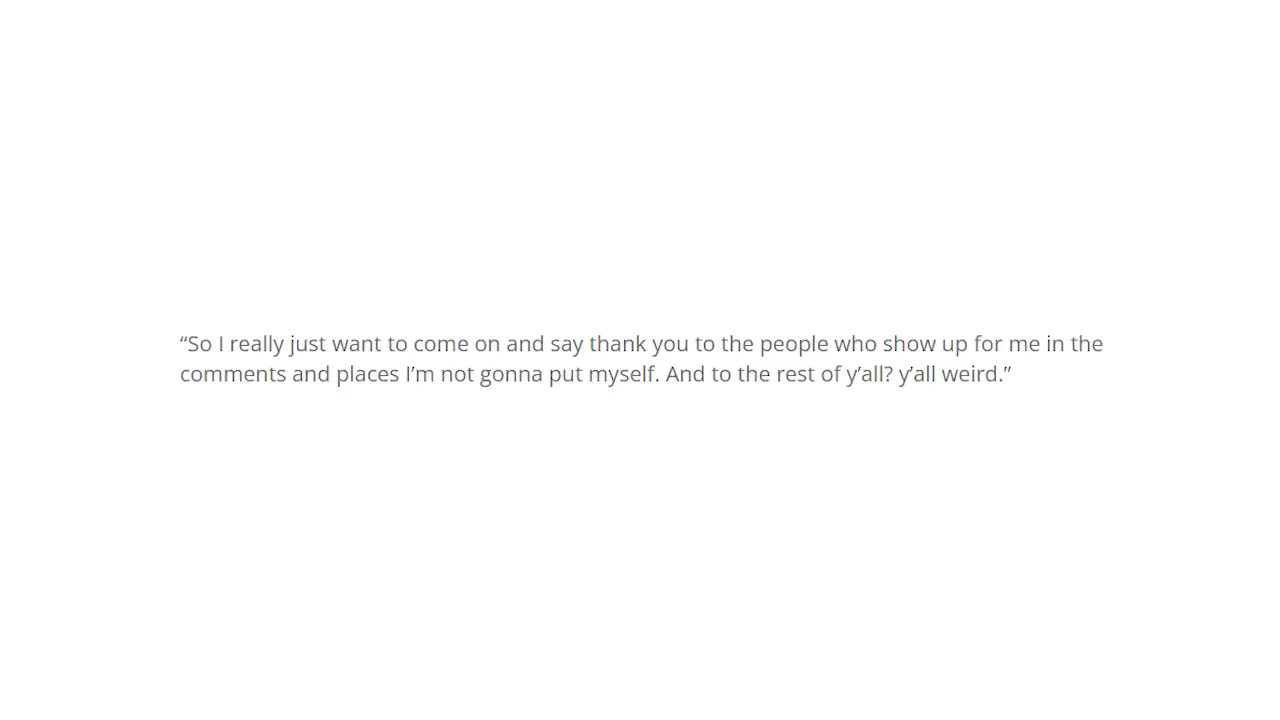 “So I really just want to come on and say thank you to the people who show up for me in the
comments and places I’m not gonna put myself. And to the rest of y’all? y’all weird.”